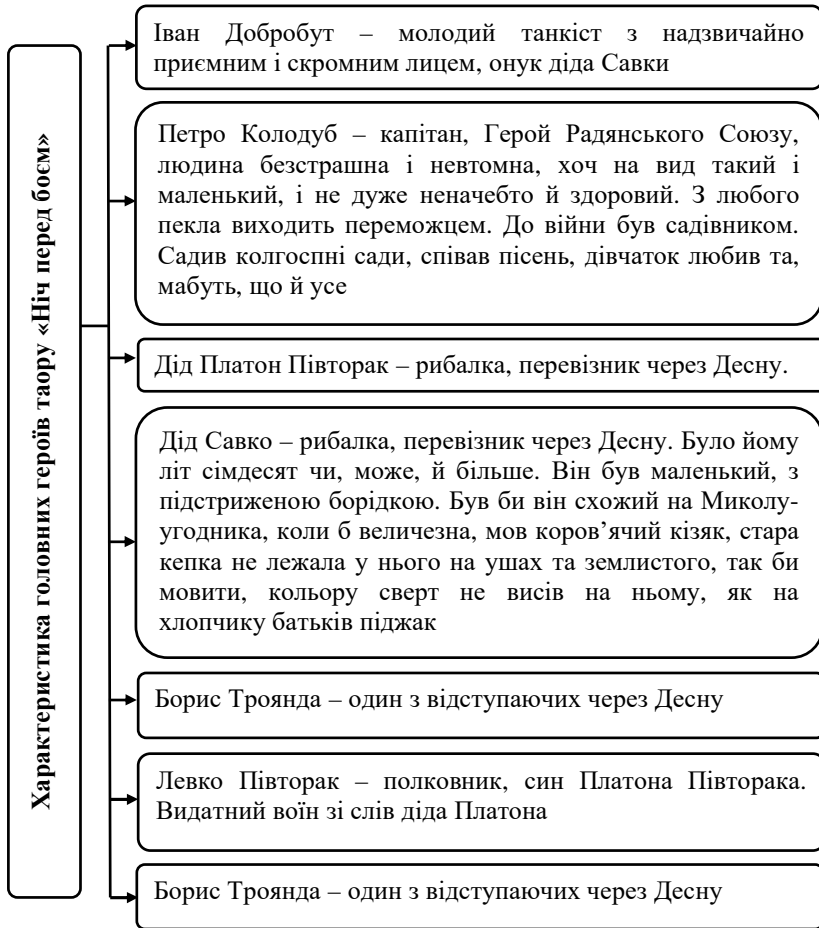 Характеристика головних героїв таору «Ніч перед боєм»
Іван Добробут – молодий танкіст з надзвичайно
приємним і скромним лицем, онук діда Савки
Петро Колодуб – капітан, Герой Радянського Союзу,
людина безстрашна і невтомна, хоч на вид такий і
маленький, і не дуже неначебто й здоровий. З любого
пекла виходить переможцем. До війни був садівником.
Садив колгоспні сади, співав пісень, дівчаток любив та,
мабуть, що й усе
Дід Платон Півторак – рибалка, перевізник через Десну.
Дід Савко – рибалка, перевізник через Десну. Було йому
літ сімдесят чи, може, й більше. Він був маленький, з
підстриженою борідкою. Був би він схожий на Миколу-
угодника, коли б величезна, мов коров’ячий кізяк, стара
кепка не лежала у нього на ушах та землистого, так би
мовити, кольору сверт не висів на ньому, як на
хлопчику батьків піджак
Борис Троянда – один з відступаючих через Десну
Левко Півторак – полковник, син Платона Півторака.
Видатний воїн зі слів діда Платона
Борис Троянда – один з відступаючих через Десну